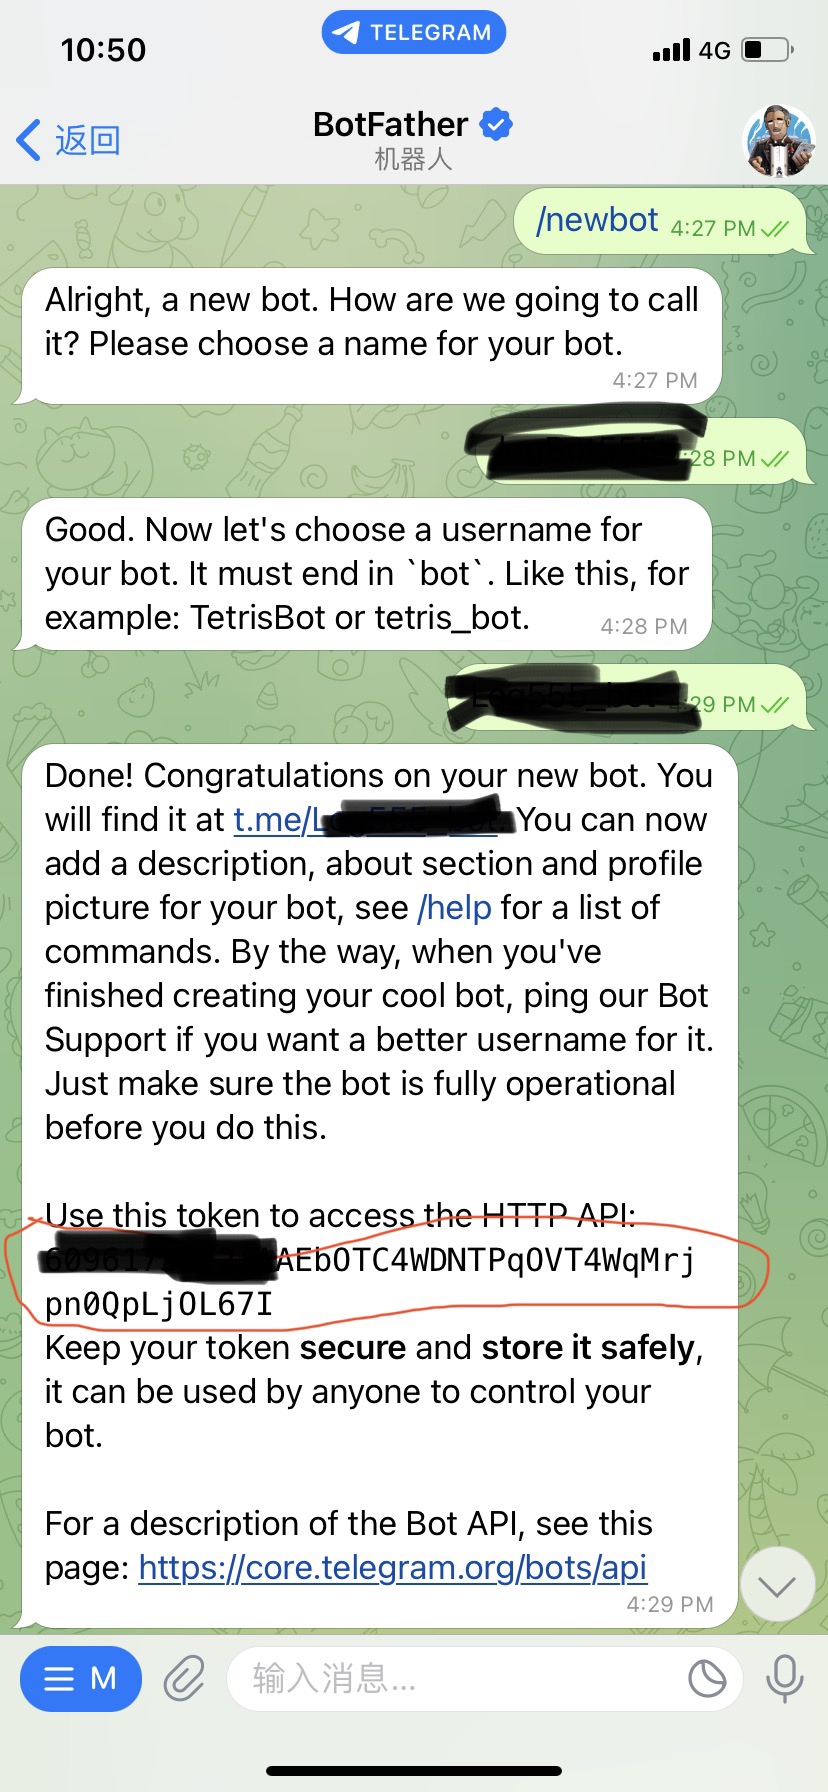 10:50
TELEGRAM
4G
返回
BotFather
机器人
/newbot 4:27 PM
Alright, a new bot. How are we going to call
it? Please choose a name for your bot.
4:27 PM
:28 PM
Good. Now let's choose a username for
your bot. It must end in `bot`. Like this, for
example: TetrisBot or tetris_bot.
4:28 PM
:29 PM
Done! Congratulations on your new bot. You
will find it at t.me/L You can now
add a description, about section and profile
picture for your bot, see /help for a list of
commands. By the way, when you've
finished creating your cool bot, ping our Bot
Support if you want a better username for it.
Just make sure the bot is fully operational
before you do this.
Use this token to access the HTTP API:
AEbOTC4WDNTPqOVT4WqMrj
pn0QpLjOL67I
Keep your token secure and store it safely,
it can be used by anyone to control your
bot.
For a description of the Bot API, see this
page: https://core.telegram.org/bots/api
4:29 PM
M
输入消息...